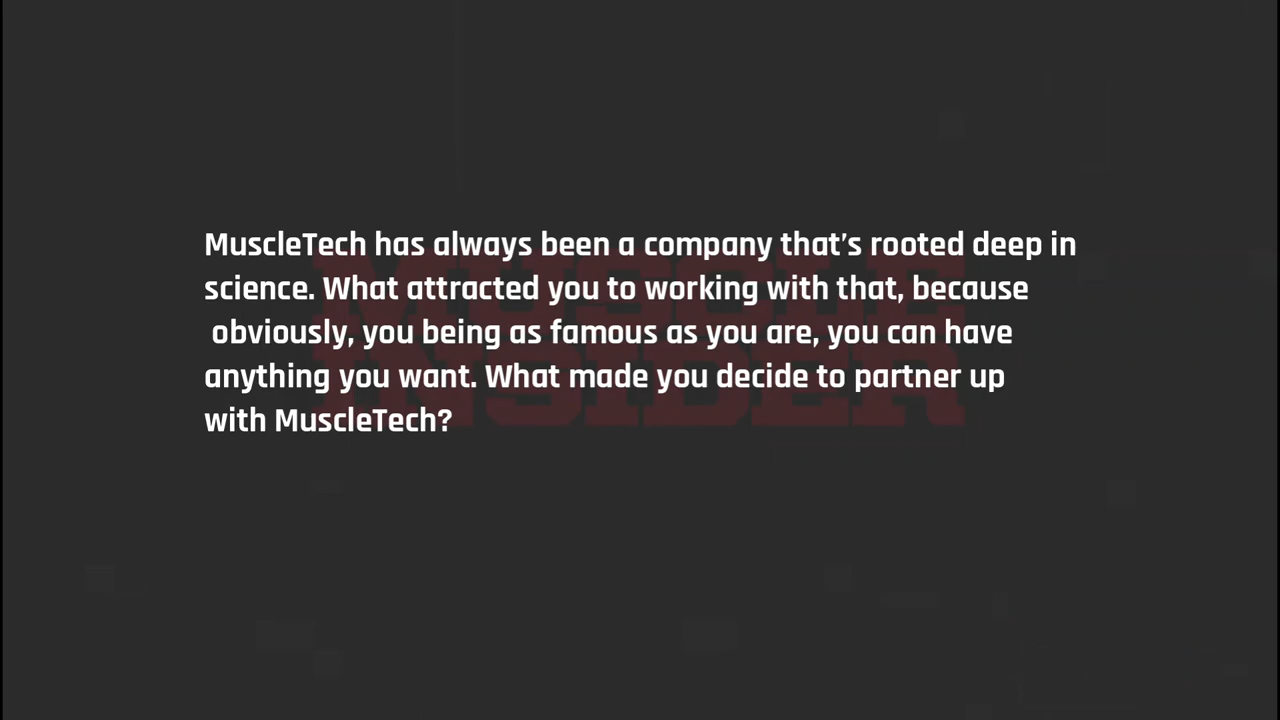 MuscleTech has always been a company that’s rooted deep in
science. What attracted you to working with that, because
obviously, you being as famous as you are, you can have
anything you want. What made you decide to partner up
with MuscleTech?
MUSCLE
INSIDER